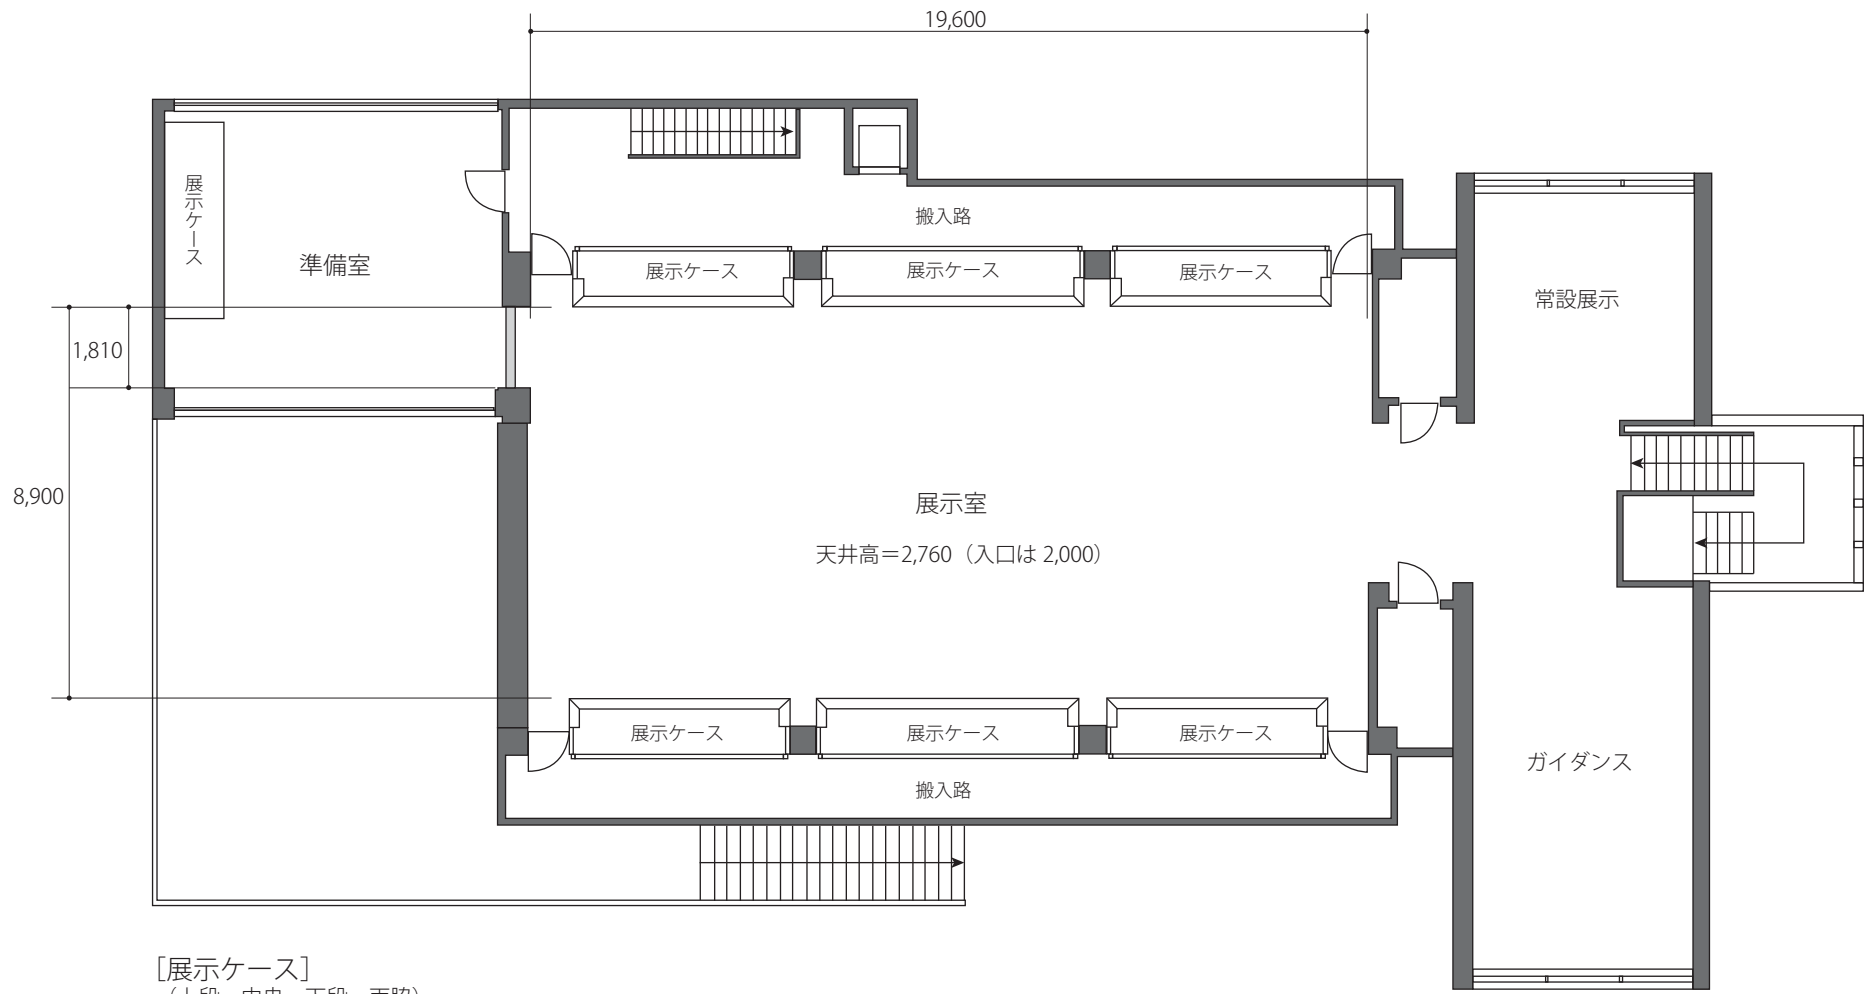 19,600
搬入路
展示ケース
展示ケース
展示ケース
展示ケース
準備室
常設展示
1,810
8,900
展示室
天井高=2,760(入口は 2,000)
展示ケース
展示ケース
展示ケース
ガイダンス
搬入路
[展示ケース]